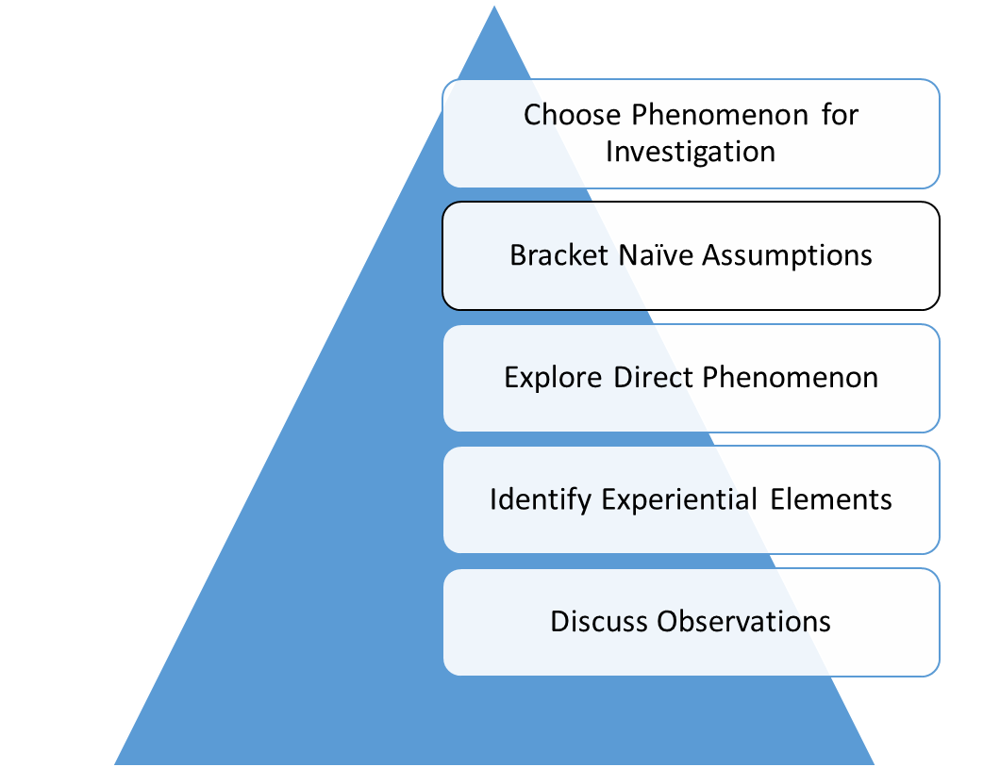 Choose Phenomenon for
Investigation
Bracket Naïve Assumptions
Explore Direct Phenomenon
Identify Experiential Elements
Discuss Observations